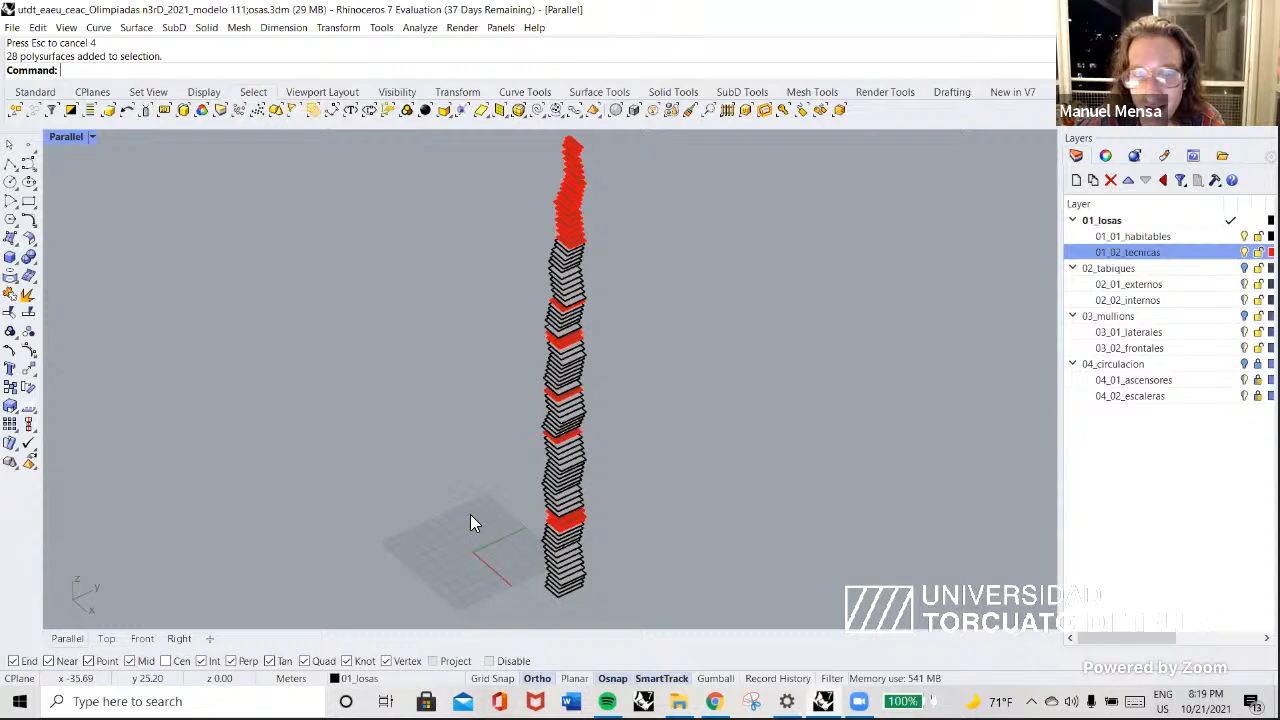 utdt_eaeu_ceac_Olimpiadas n3rD_2021_modelo 111;osas.3dm (29 MB) - Rhinoceros 7 Evaluation (37 Days Remaining) - [Parallel]
File Edit View Curve Surface SubD Solid Mesh Dimension Transform Tools Analyze Render Panels Help
Press Esc to cancel 4
28 polysurfaces added to selection.
Command:
Standard CPlanes Set View Display Select Viewport Layout Visibility Transform Curve Tools Surface Tools Solid Tools SubD Tools Mesh Tools Render Tools Drafting New in V7
Manuel Mensa
Parallel
Layers
Layer
01_losas
01_01_habitables
01_02_tecnicas
02_tabiques
02_01_externos
02_02_internos
03_mullions
03_01_laterales
03_02_frontales
04_circulacion
04_01_ascensores
04_02_escaleras
z
y
x
UNIVERSIDAD
TORCUATO DI TELLA
Parallel Top Front Right
End Near Point Mid Cen Int Perp Tan Quad Knot Vertex Project Disable
Powered by Zoom
CPlane x -35.69 y 25.20 z 0.00 Meters 01_losas Grid Snap Ortho Planar Osnap SmartTrack Gumball Record History Filter Memory use: 541 MB
Type here to search
100%
71°F
ENG
US
8:19 PM
10/21/2021
13